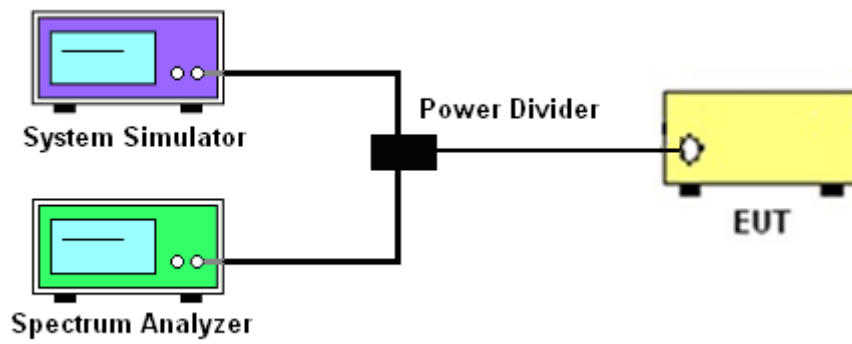 System Simulator
Power Divider
EUT
Spectrum Analyzer